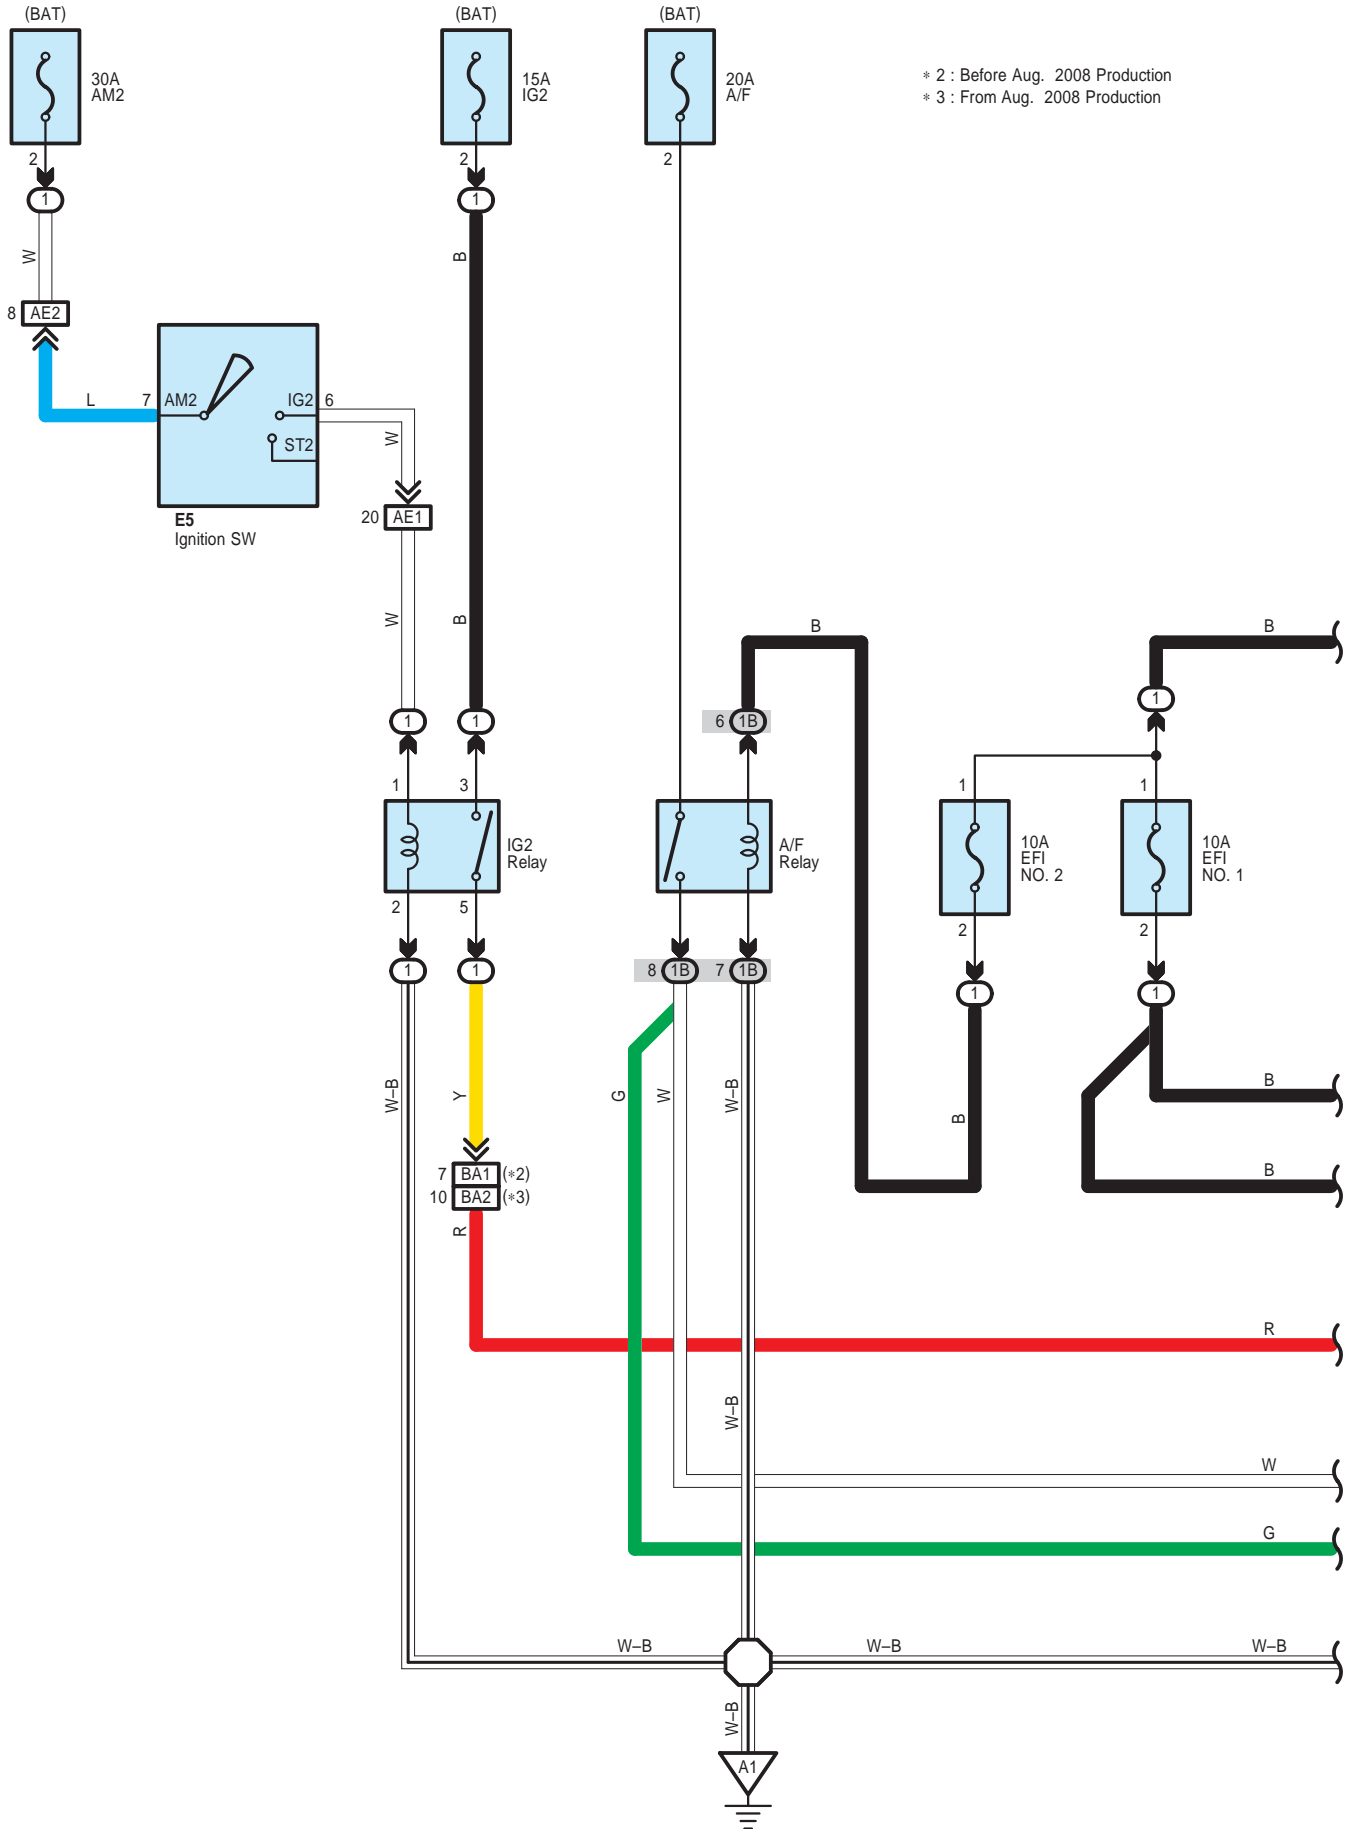 (BAT)
(BAT)
(BAT)
30A
AM2
15A
IG2
20A
A/F
* 2 : Before Aug. 2008 Production
* 3 : From Aug. 2008 Production
2
2
2
1
1
W
B
8 AE2
L
7 AM2
IG2 6
ST2
W
E5
Ignition SW
20 AE1
W
B
B
B
1
1
6 1B
1
1
3
1
1
IG2
Relay
A/F
Relay
10A
EFI
NO. 2
10A
EFI
NO. 1
2
5
2
2
1
1
8 1B
7 1B
1
1
W–B
Y
G
W
W–B
B
B
B
7 BA1 (*2)
10 BA2 (*3)
R
R
W–B
W
G
W–B
W–B
W–B
W–B
A1